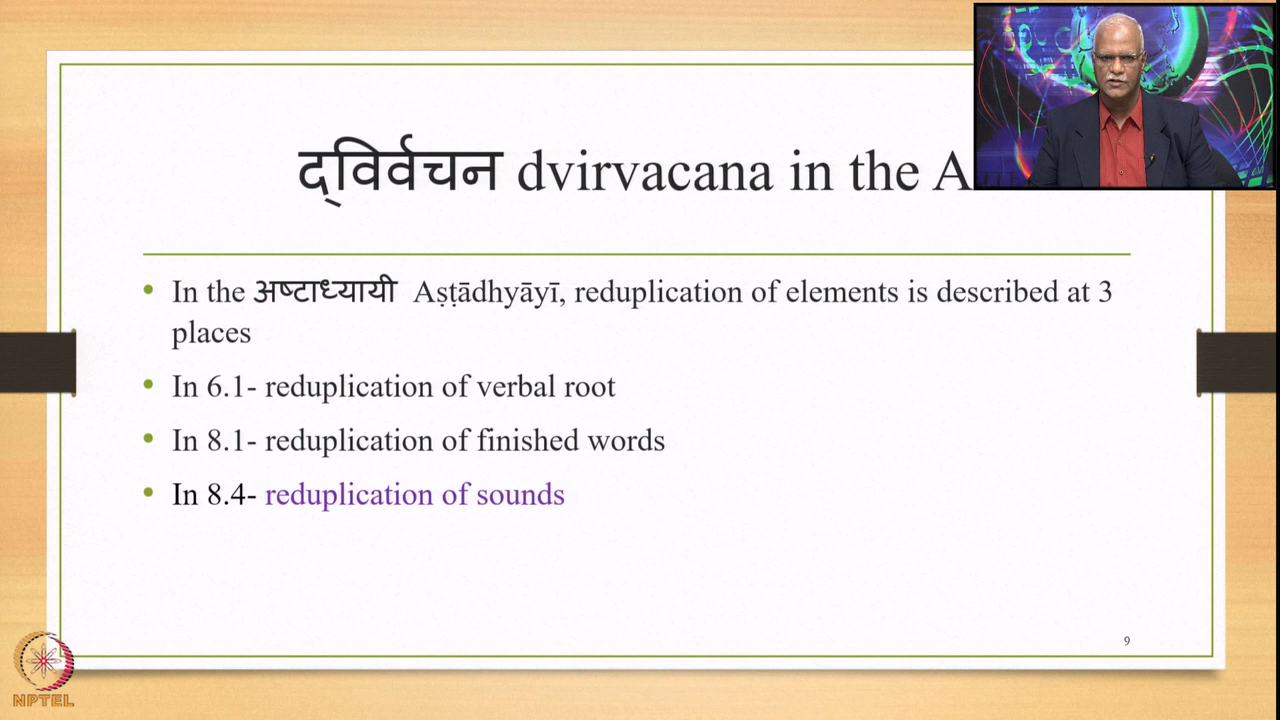 द्विर्वचन dvirvacana in the A
In the अष्टाध्यायी Aṣṭādhyāyī, reduplication of elements is described at 3
places
In 6.1- reduplication of verbal root
In 8.1- reduplication of finished words
In 8.4- reduplication of sounds
9
NPTEL